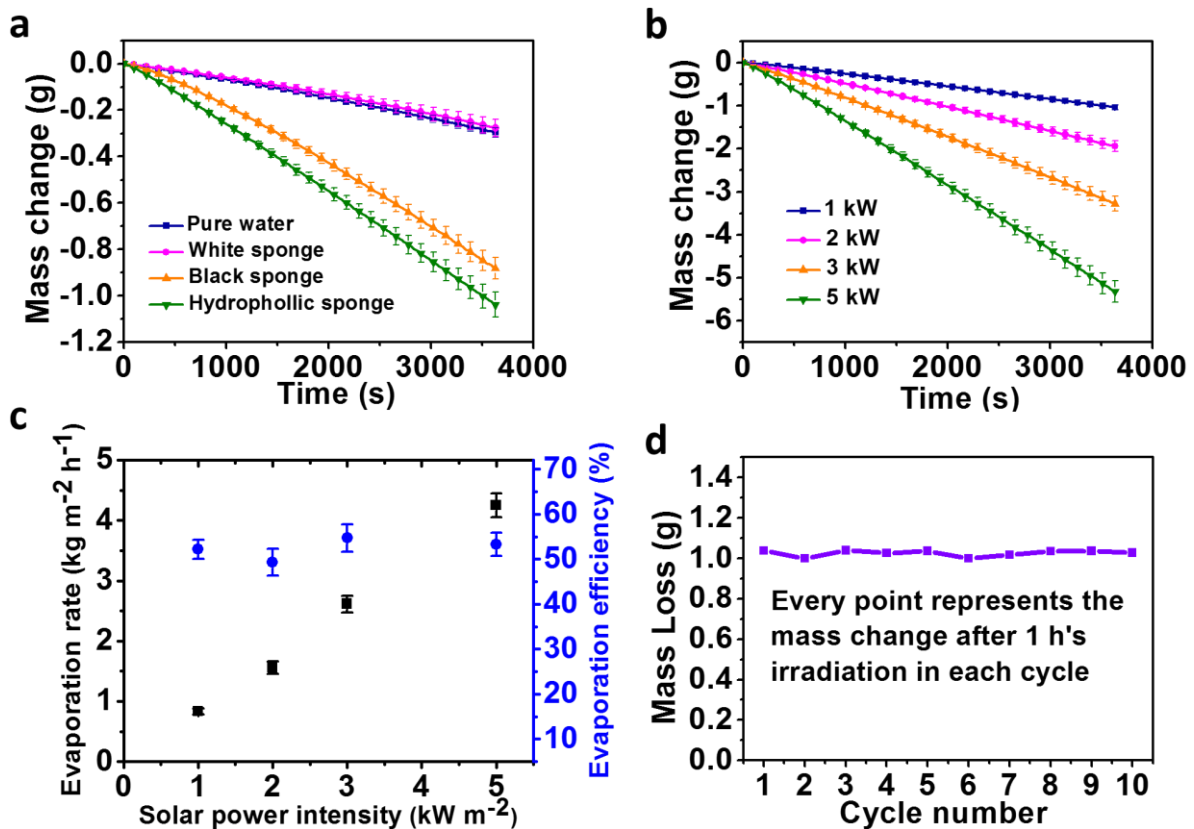 a
0.0
-0.2
-0.4
-0.6
-0.8
-1.0
-1.2
Mass change (g)
Pure water
White sponge
Black sponge
Hydrophollic sponge
0 1000 2000 3000 4000
Time (s)
b
0
-1
-2
-3
-4
-5
-6
Mass change (g)
1 kW
2 kW
3 kW
5 kW
0 1000 2000 3000 4000
Time (s)
c
5
4
3
2
1
0
Evaporation rate (kg m⁻² h⁻¹)
70
60
50
40
30
20
10
Evaporation efficiency (%)
0 1 2 3 4 5
Solar power intensity (kW m⁻²)
d
1.4
1.2
1.0
0.8
0.6
0.4
0.2
0.0
Mass Loss (g)
Every point represents the
mass change after 1 h's
irradiation in each cycle
1 2 3 4 5 6 7 8 9 10
Cycle number